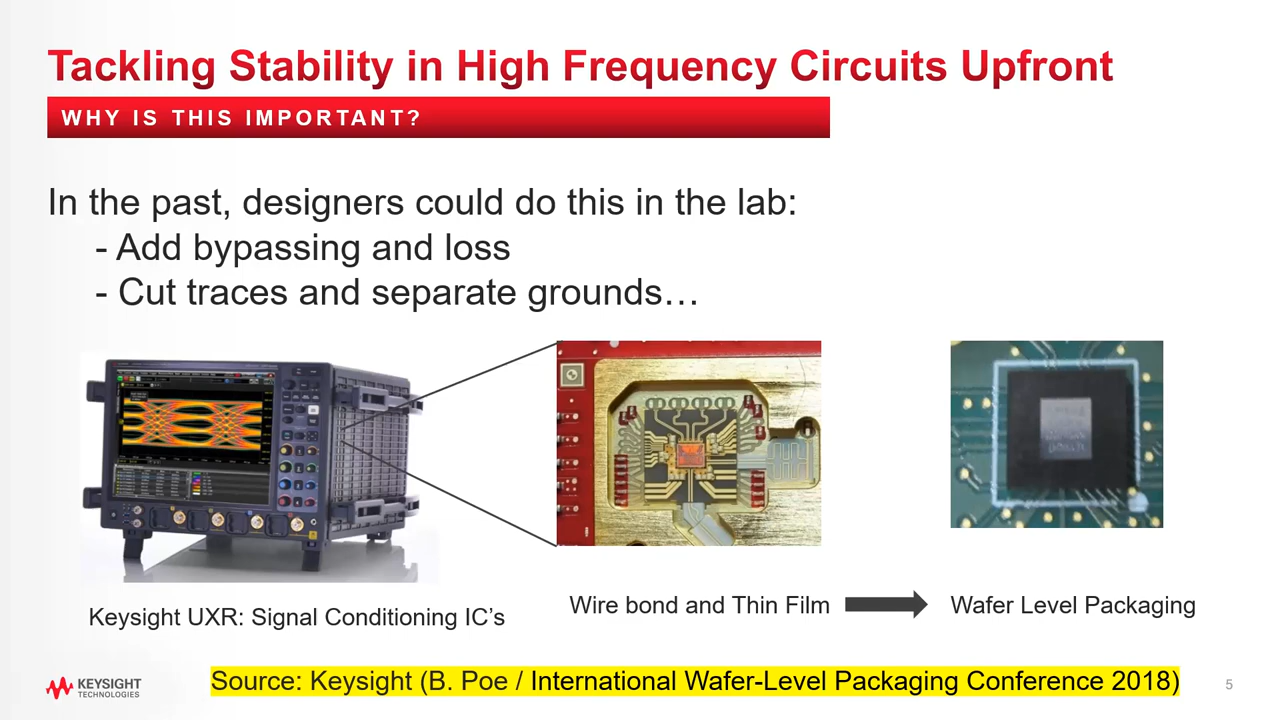 Tackling Stability in High Frequency Circuits Upfront
WHY IS THIS IMPORTANT?
In the past, designers could do this in the lab:
- Add bypassing and loss
- Cut traces and separate grounds…
Keysight UXR: Signal Conditioning IC’s
Wire bond and Thin Film
Wafer Level Packaging
KEYSIGHT
TECHNOLOGIES
Source: Keysight (B. Poe / International Wafer-Level Packaging Conference 2018)
5